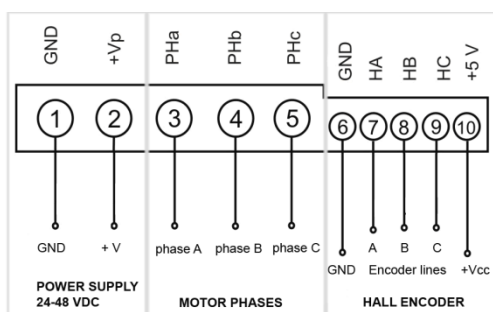 GND +Vp PHa PHb PHc GND HA HB HC +5 V
1 2 3 4 5 6 7 8 9 10
GND + V phase A phase B phase C A B C
GND Encoder lines +Vcc
POWER SUPPLY
24-48 VDC MOTOR PHASES HALL ENCODER